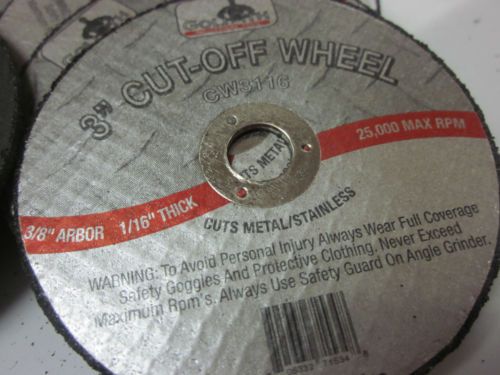 3" CUT-OFF WHEEL
CW3116
25,000 MAX RPM
CUTS METAL
3/8" ARBOR 1/16" THICK
CUTS METAL/STAINLESS
WARNING: To Avoid Personal Injury Always Wear Full Coverage
Safety Goggles And Protective Clothing. Never Exceed
Maximum Rpm's. Always Use Safety Guard On Angle Grinder.